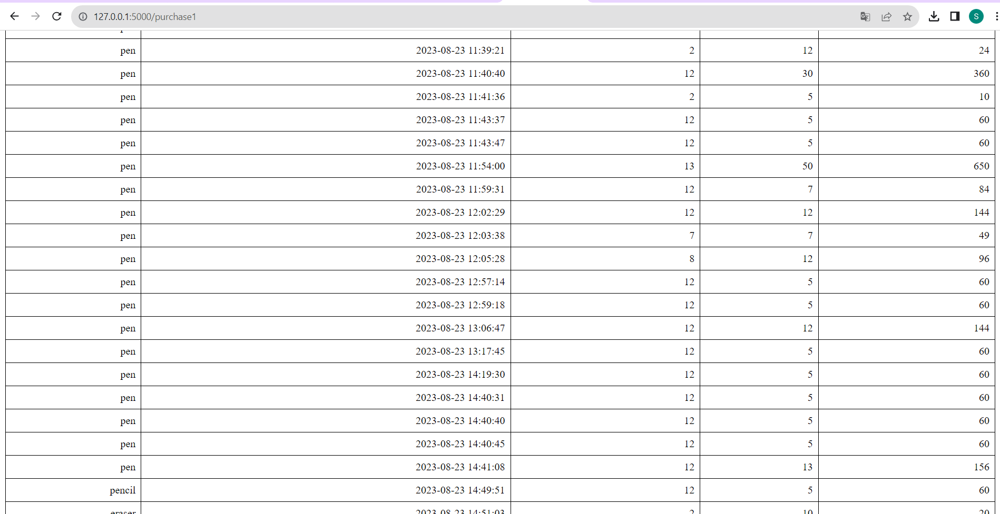 127.0.0.1:5000/purchase1
S
pen 2023-08-23 11:39:21 2 12 24
pen 2023-08-23 11:40:40 12 30 360
pen 2023-08-23 11:41:36 2 5 10
pen 2023-08-23 11:43:37 12 5 60
pen 2023-08-23 11:43:47 12 5 60
pen 2023-08-23 11:54:00 13 50 650
pen 2023-08-23 11:59:31 12 7 84
pen 2023-08-23 12:02:29 12 12 144
pen 2023-08-23 12:03:38 7 7 49
pen 2023-08-23 12:05:28 8 12 96
pen 2023-08-23 12:57:14 12 5 60
pen 2023-08-23 12:59:18 12 5 60
pen 2023-08-23 13:06:47 12 12 144
pen 2023-08-23 13:17:45 12 5 60
pen 2023-08-23 14:19:30 12 5 60
pen 2023-08-23 14:40:31 12 5 60
pen 2023-08-23 14:40:40 12 5 60
pen 2023-08-23 14:40:45 12 5 60
pen 2023-08-23 14:41:08 12 13 156
pencil 2023-08-23 14:49:51 12 5 60
eraser 2023-08-23 14:51:03 2 10 20